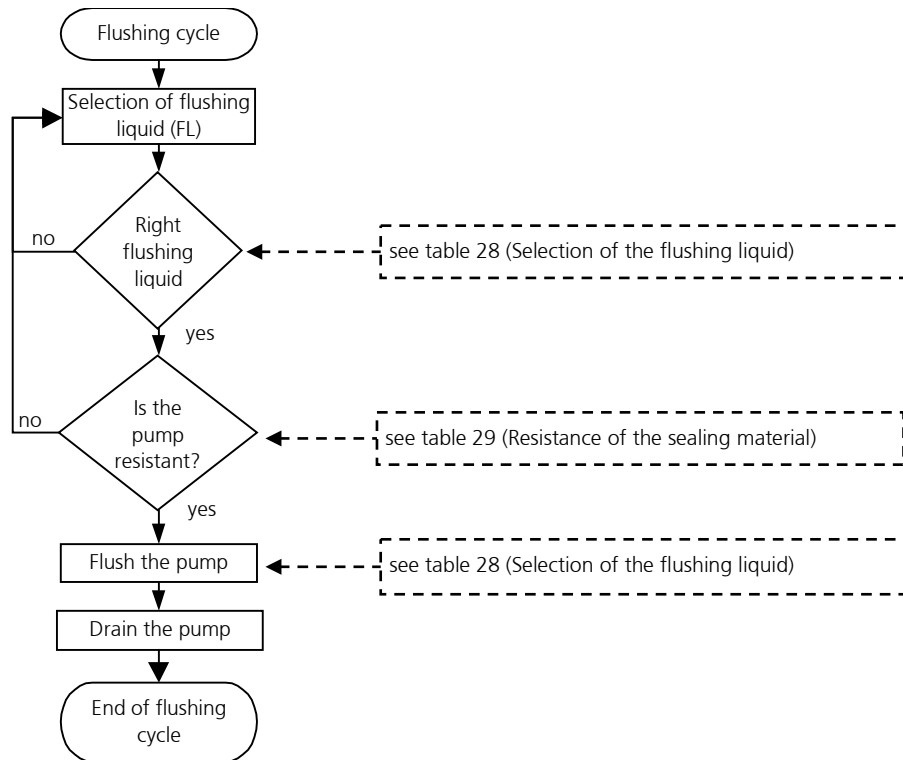 Flushing cycle
Selection of flushing
liquid (FL)
Right
flushing
liquid
no
see table 28 (Selection of the flushing liquid)
yes
Is the
pump
resistant?
no
see table 29 (Resistance of the sealing material)
yes
Flush the pump
see table 28 (Selection of the flushing liquid)
Drain the pump
End of flushing
cycle